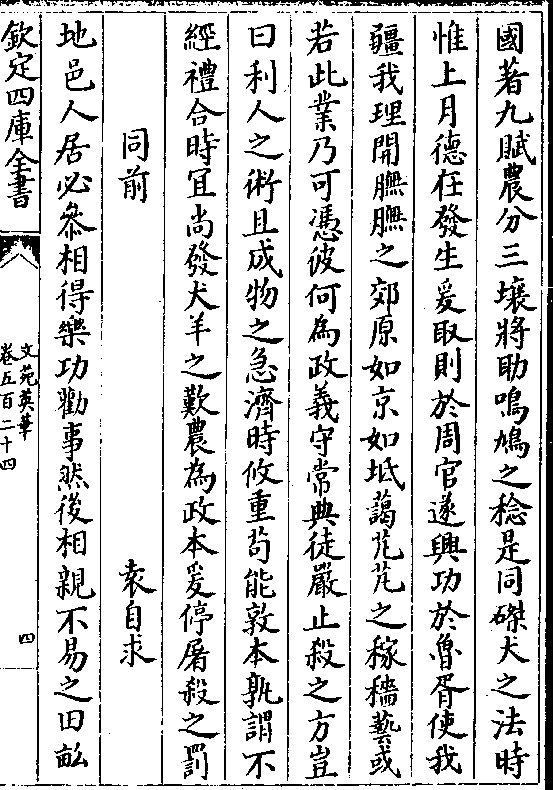 國著九賦農分三壤將助鳴鳩之稔是同磔犬之法時
惟上月德在發生爰取則於周官遂興功於魯胥使我
疆我理開膴膴之郊原如京如坻藹芃芃之稼穡藝或
若此業乃可憑彼何為政義守常典徒嚴止殺之方豈
曰利人之術且成物之急濟時攸重茍能敦本孰謂不
經禮合時宜尚發犬羊之歎農為政本爰停屠殺之罰
同前 袁自求
地邑人居必叅相得樂功勸事然後相親不易之田畝
欽定四庫全書
文苑英華
卷五百二十四
四